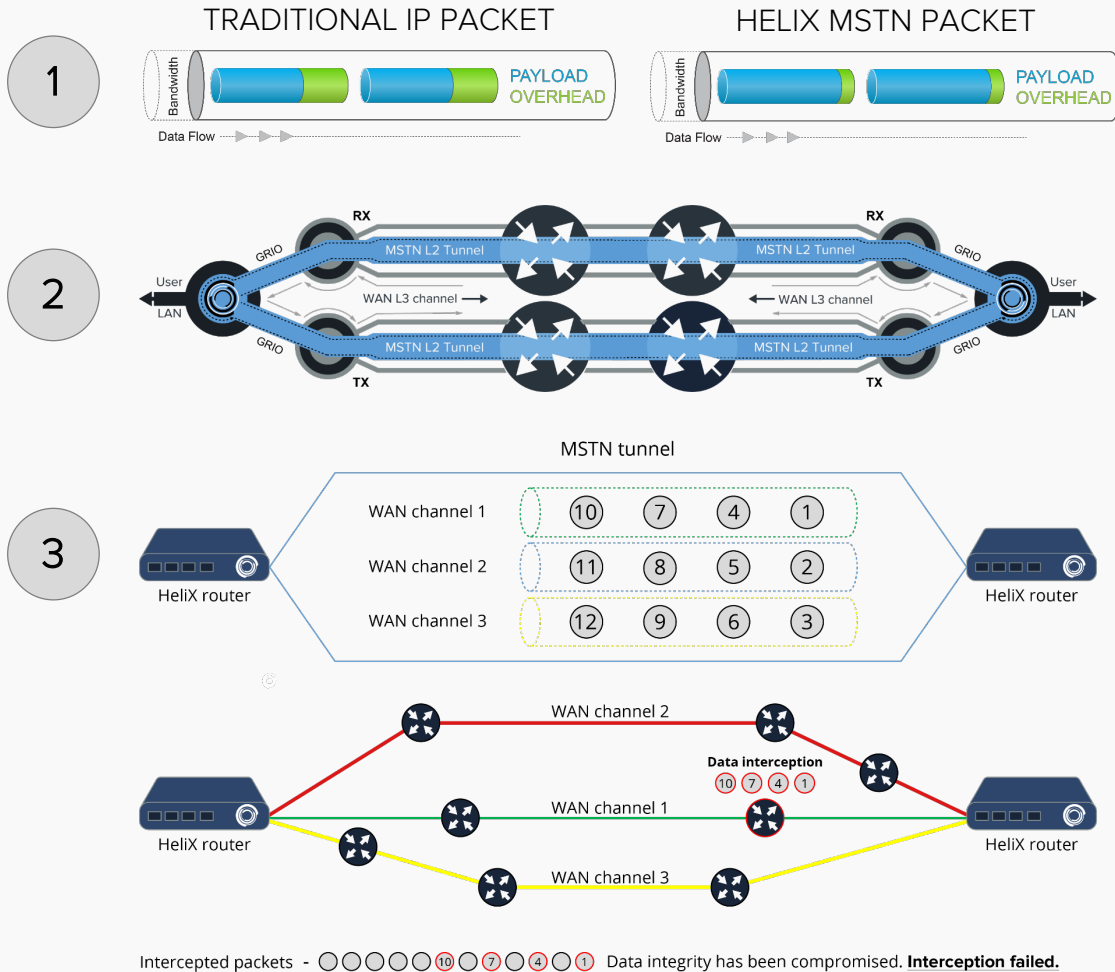 TRADITIONAL IP PACKET
HELIX MSTN PACKET
1
Bandwidth
PAYLOAD
OVERHEAD
Data Flow
Bandwidth
PAYLOAD
OVERHEAD
Data Flow
2
RX
RX
GRIO
MSTN L2 Tunnel
MSTN L2 Tunnel
GRIO
User
LAN
WAN L3 channel
WAN L3 channel
User
LAN
GRIO
MSTN L2 Tunnel
MSTN L2 Tunnel
GRIO
TX
TX
3
MSTN tunnel
WAN channel 1
10 7 4 1
WAN channel 2
11 8 5 2
WAN channel 3
12 9 6 3
HeliX router
HeliX router
WAN channel 2
Data interception
10 7 4 1
WAN channel 1
HeliX router
HeliX router
WAN channel 3
Intercepted packets - 10 7 4 1 Data integrity has been compromised. Interception failed.